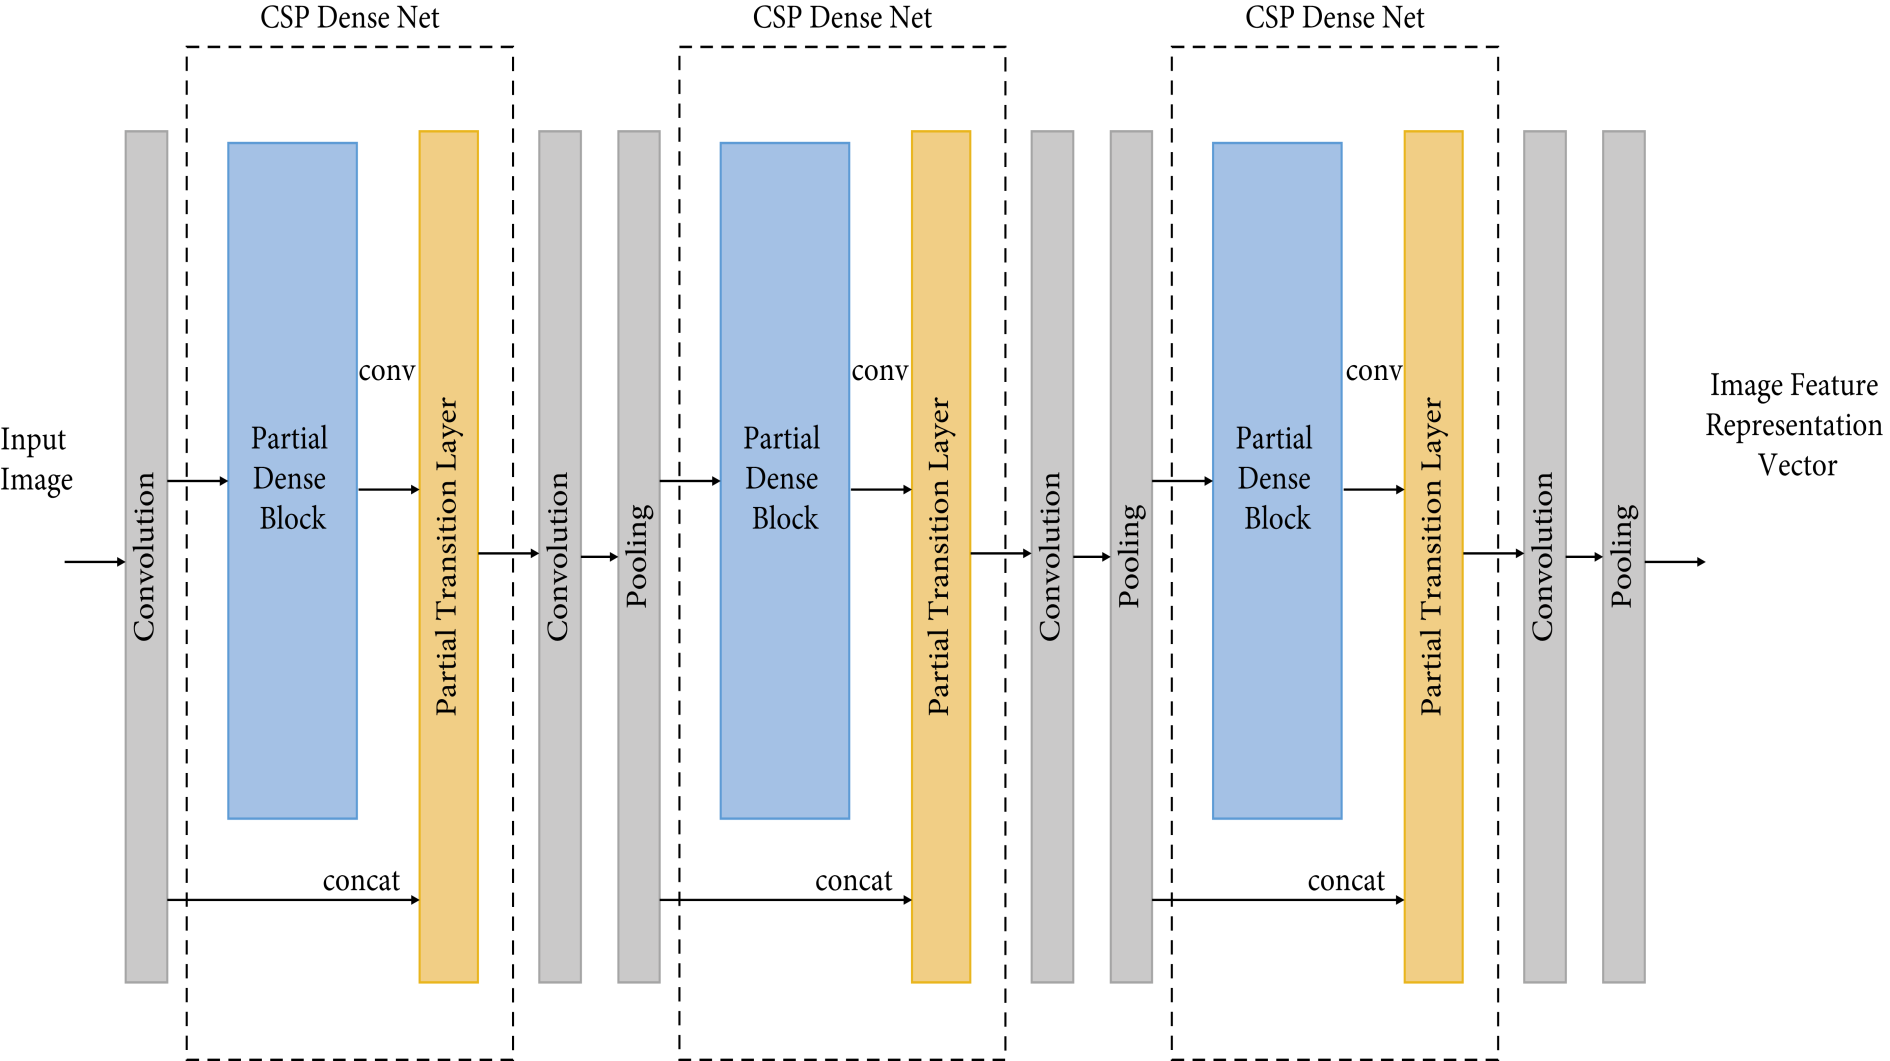 CSP Dense Net
CSP Dense Net
CSP Dense Net
Input
Image
Convolution
Partial
Dense
Block
conv
concat
Partial Transition Layer
Convolution
Pooling
Partial
Dense
Block
conv
concat
Partial Transition Layer
Convolution
Pooling
Partial
Dense
Block
conv
concat
Partial Transition Layer
Convolution
Pooling
Image Feature
Representation
Vector